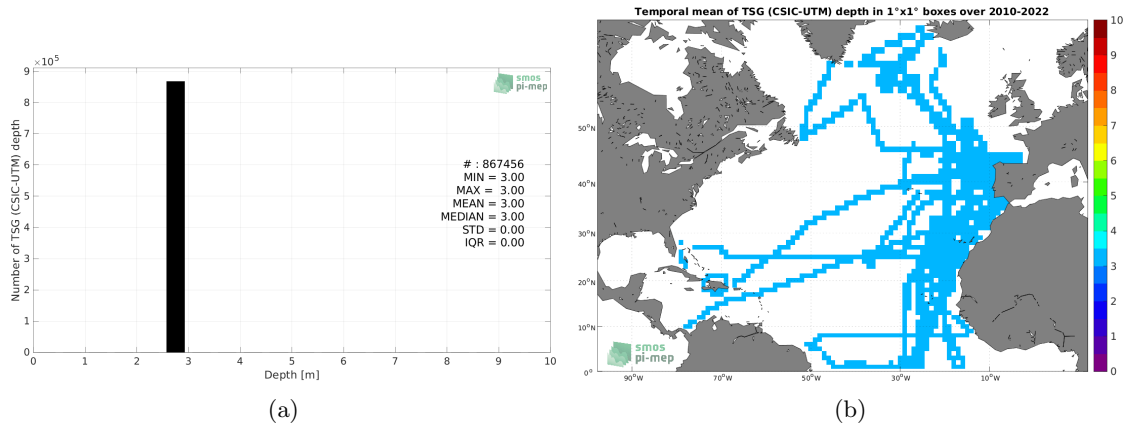 ×10⁵
9
8
7
6
5
4
3
2
1
0
Number of TSG (CSIC-UTM) depth
0 1 2 3 4 5 6 7 8 9 10
Depth [m]
smos
pi-mep
# : 867456
MIN = 3.00
MAX = 3.00
MEAN = 3.00
MEDIAN = 3.00
STD = 0.00
IQR = 0.00
(a)
Temporal mean of TSG (CSIC-UTM) depth in 1°x1° boxes over 2010-2022
50°N
40°N
30°N
20°N
10°N
0°
90°W 70°W 50°W 30°W 10°W
smos
pi-mep
10
9
8
7
6
5
4
3
2
1
0
(b)